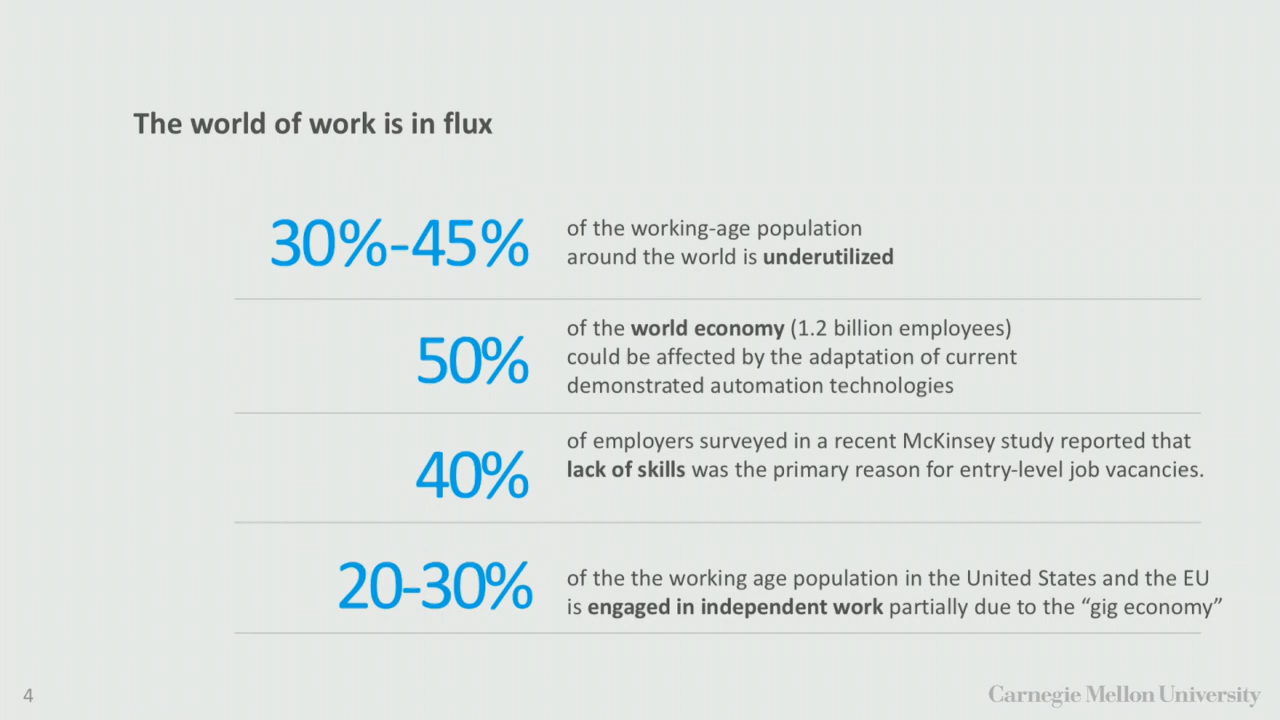 The world of work is in flux
30%-45%
of the working-age population
around the world is underutilized
50%
of the world economy (1.2 billion employees)
could be affected by the adaptation of current
demonstrated automation technologies
40%
of employers surveyed in a recent McKinsey study reported that
lack of skills was the primary reason for entry-level job vacancies.
20-30%
of the the working age population in the United States and the EU
is engaged in independent work partially due to the “gig economy”
4
Carnegie Mellon University